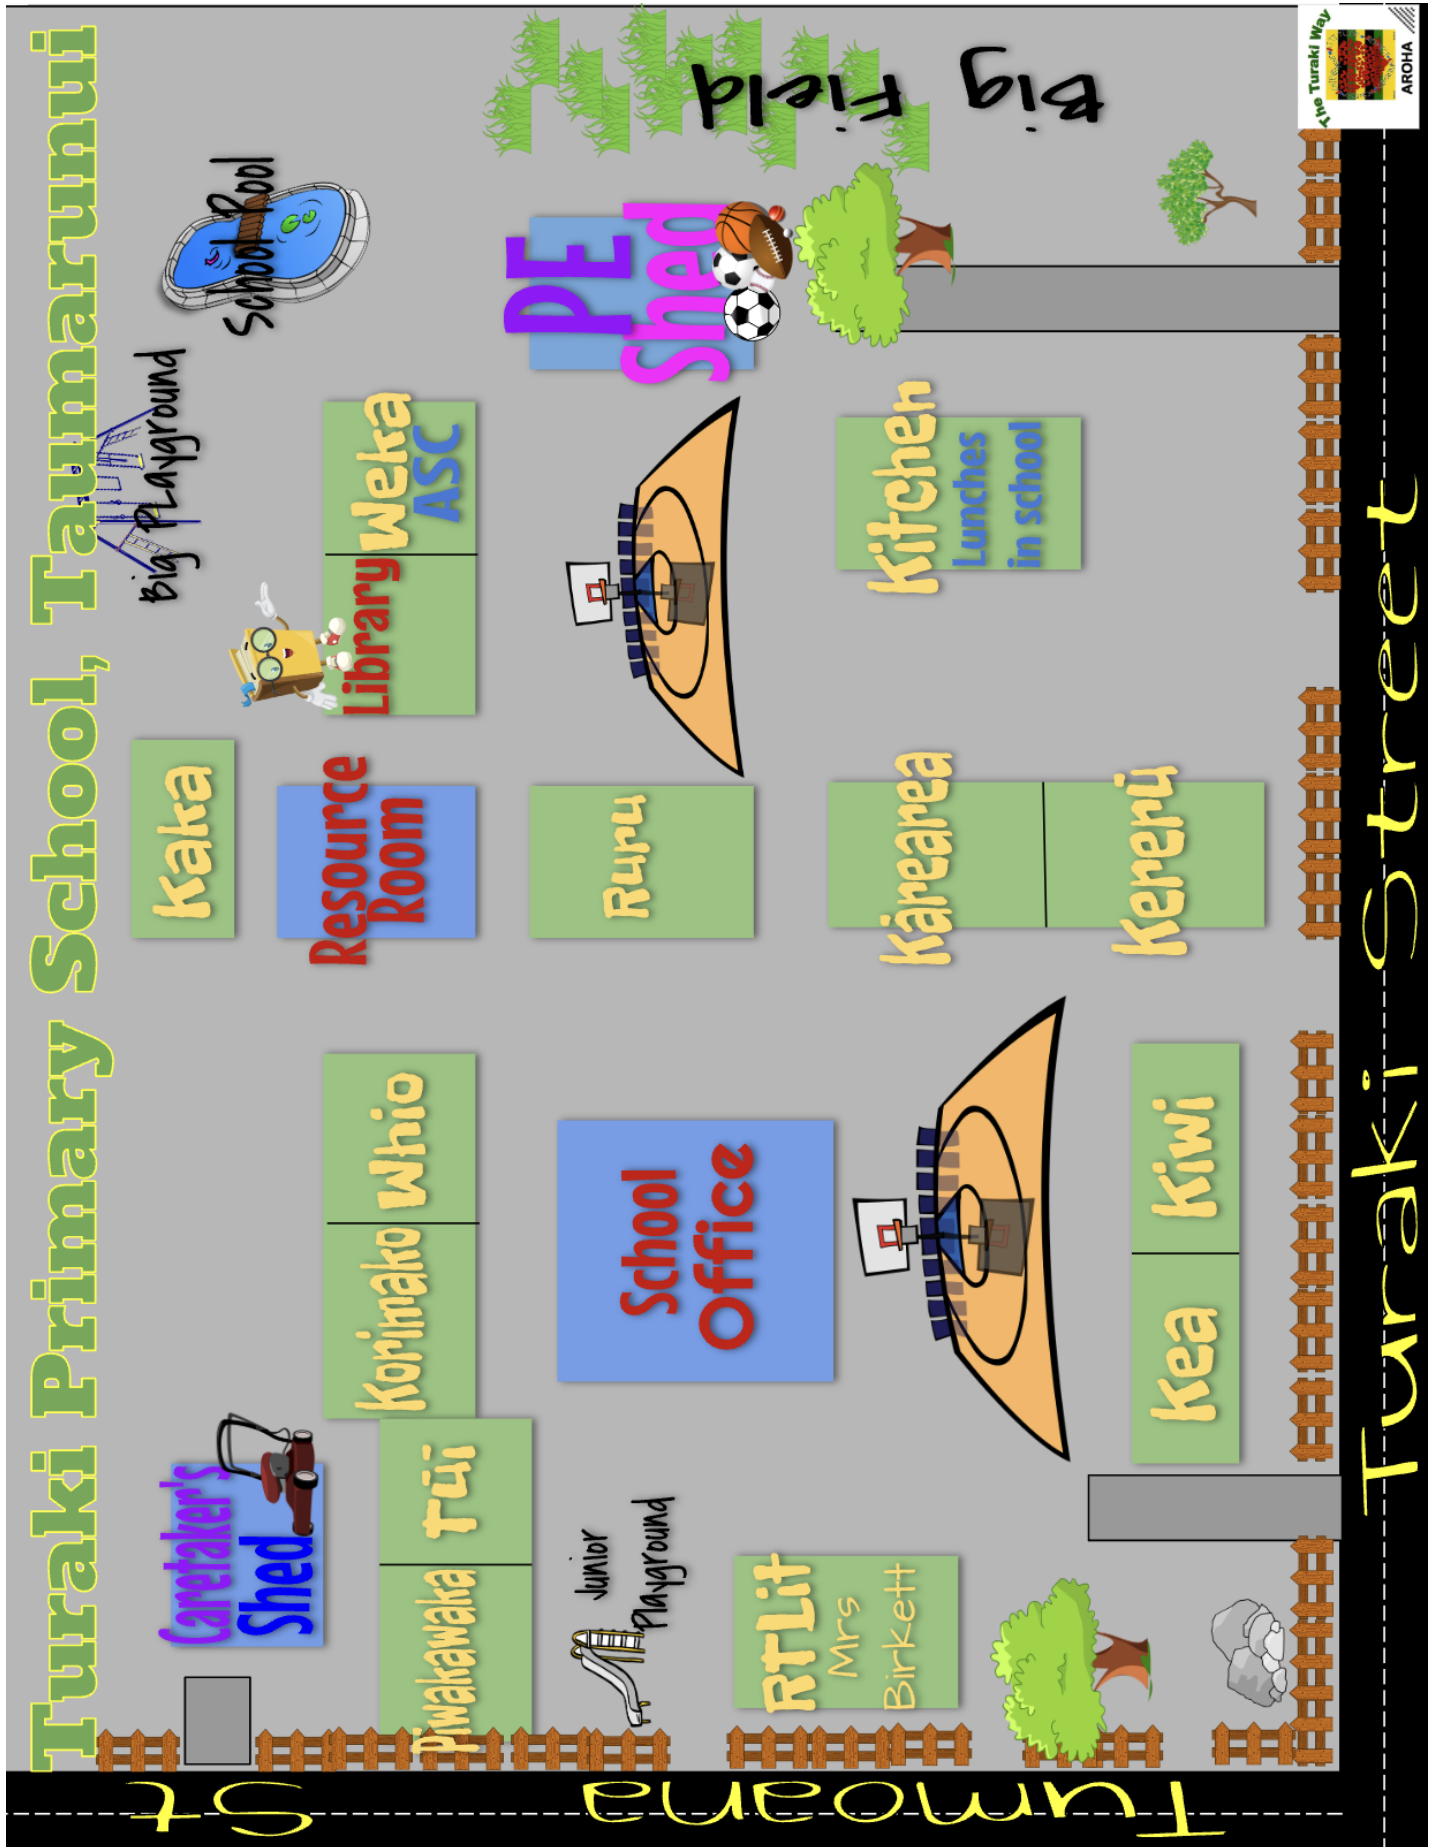 Turaki Primary School, Taumarunui
The Turaki Way
AROHA
Big Field
School Pool
PE
Shed
Big PLayground
Weka
ASC
Library
Kitchen
Lunches
in school
Kaka
Resource
Room
Ruru
Kārearea
Kererū
Whio
Korimako
School
Office
Kiwi
Kea
Caretaker's
Shed
Tūī
Piwakawaka
Junior
Playground
RTLit
Mrs
Birkett
Turaki Street
Tumoana St